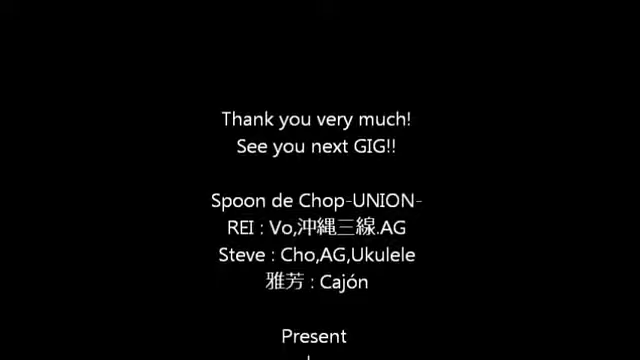 Thank you very much!
See you next GIG!!
Spoon de Chop-UNION-
REI : Vo,沖縄三線.AG
Steve : Cho,AG,Ukulele
雅芳 : Cajón
Present